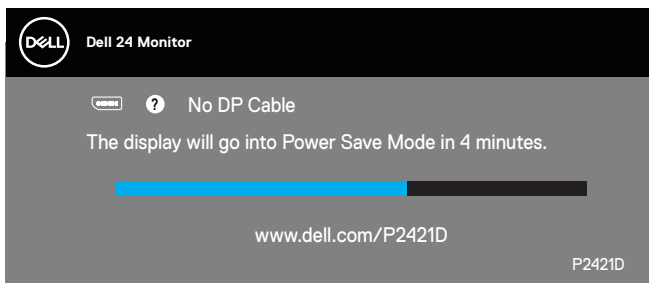 DELL
Dell 24 Monitor
? No DP Cable
The display will go into Power Save Mode in 4 minutes.
www.dell.com/P2421D
P2421D